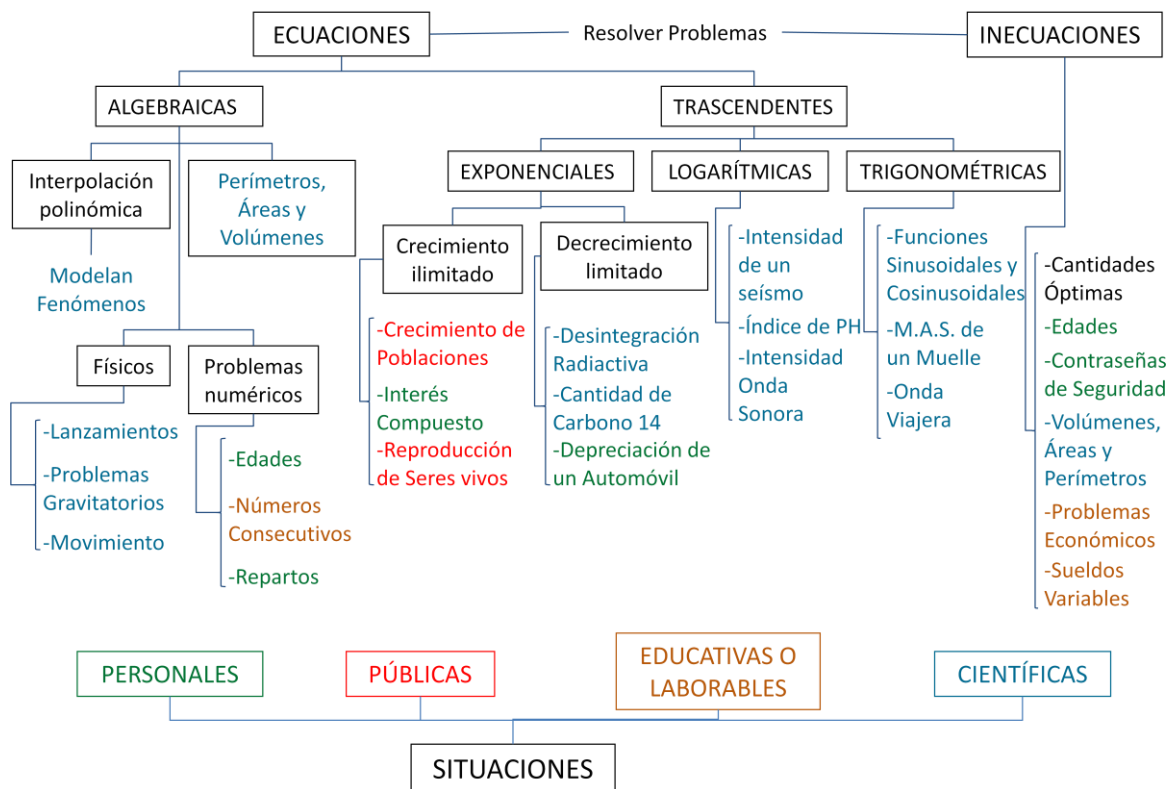 ECUACIONES
Resolver Problemas
INECUACIONES
ALGEBRAICAS
TRASCENDENTES
Interpolación
polinómica
Perímetros,
Áreas y
Volúmenes
EXPONENCIALES
LOGARÍTMICAS
TRIGONOMÉTRICAS
Modelan
Fenómenos
Crecimiento
ilimitado
Decrecimiento
limitado
-Intensidad
de un
seísmo
-Índice de PH
-Intensidad
Onda
Sonora
-Funciones
Sinusoidales y
Cosinusoidales
-M.A.S. de
un Muelle
-Onda
Viajera
-Cantidades
Óptimas
-Edades
-Contraseñas
de Seguridad
-Volúmenes,
Áreas y
Perímetros
-Problemas
Económicos
-Sueldos
Variables
Físicos
Problemas
numéricos
-Crecimiento de
Poblaciones
-Interés
Compuesto
-Reproducción
de Seres vivos
-Desintegración
Radiactiva
-Cantidad de
Carbono 14
-Depreciación de
un Automóvil
-Lanzamientos
-Problemas
Gravitatorios
-Movimiento
-Edades
-Números
Consecutivos
-Repartos
PERSONALES
PÚBLICAS
EDUCATIVAS O
LABORABLES
CIENTÍFICAS
SITUACIONES